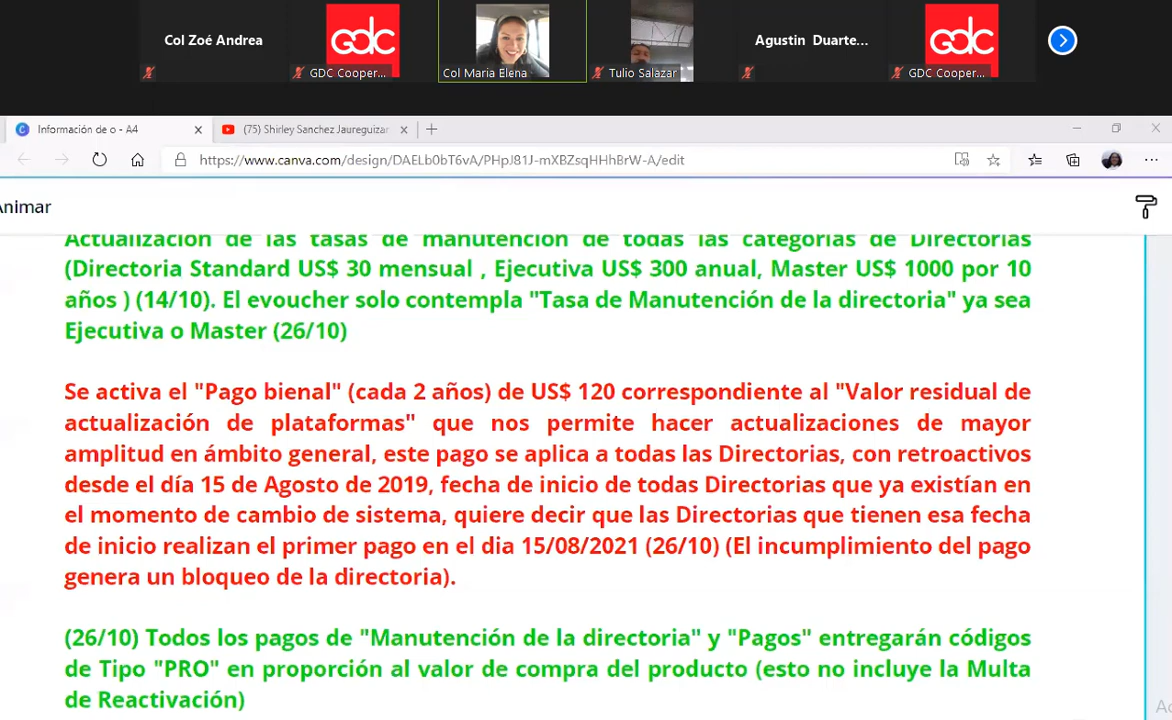 Col Zoé Andrea
gdc
GDC Cooper...
Col Maria Elena
Tulio Salazar
Agustin Duarte...
gdc
GDC Cooper...
Información de o - A4
(75) Shirley Sanchez Jaureguizar
https://www.canva.com/design/DAELb0bT6vA/PHpJ81J-mXBZsqHHhBrW-A/edit
Animar
Actualización de las tasas de manutención de todas las categorías de Directorias
(Directoria Standard US$ 30 mensual , Ejecutiva US$ 300 anual, Master US$ 1000 por 10
años ) (14/10). El evoucher solo contempla "Tasa de Manutención de la directoria" ya sea
Ejecutiva o Master (26/10)
Se activa el "Pago bienal" (cada 2 años) de US$ 120 correspondiente al "Valor residual de
actualización de plataformas" que nos permite hacer actualizaciones de mayor
amplitud en ámbito general, este pago se aplica a todas las Directorias, con retroactivos
desde el día 15 de Agosto de 2019, fecha de inicio de todas Directorias que ya existían en
el momento de cambio de sistema, quiere decir que las Directorias que tienen esa fecha
de inicio realizan el primer pago en el dia 15/08/2021 (26/10) (El incumplimiento del pago
genera un bloqueo de la directoria).
(26/10) Todos los pagos de "Manutención de la directoria" y "Pagos" entregarán códigos
de Tipo "PRO" en proporción al valor de compra del producto (esto no incluye la Multa
de Reactivación)